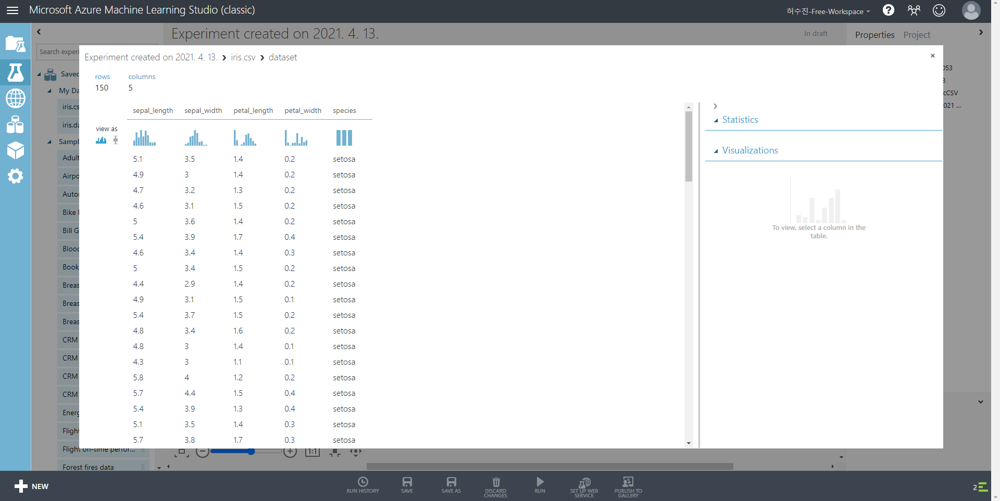 Microsoft Azure Machine Learning Studio (classic)
허수진-Free-Workspace
Experiment created on 2021. 4. 13.
In draft
Properties Project
Search experi
Experiment created on 2021. 4. 13. > iris.csv > dataset
rows columns
150 5
053
3
cCSV
021 ...
Saved
My Da
iris.cs
iris.da
Sampl
Adult
Airpo
Autor
Bike
Bill G
Blood
Book
Breas
Breas
Breas
CRM
CRM
CRM
CRM
Energ
Flight
Flight on-time perfor...
Forest fires data
view as
sepal_length sepal_width petal_length petal_width species
5.1 3.5 1.4 0.2 setosa
4.9 3 1.4 0.2 setosa
4.7 3.2 1.3 0.2 setosa
4.6 3.1 1.5 0.2 setosa
5 3.6 1.4 0.2 setosa
5.4 3.9 1.7 0.4 setosa
4.6 3.4 1.4 0.3 setosa
5 3.4 1.5 0.2 setosa
4.4 2.9 1.4 0.2 setosa
4.9 3.1 1.5 0.1 setosa
5.4 3.7 1.5 0.2 setosa
4.8 3.4 1.6 0.2 setosa
4.8 3 1.4 0.1 setosa
4.3 3 1.1 0.1 setosa
5.8 4 1.2 0.2 setosa
5.7 4.4 1.5 0.4 setosa
5.4 3.9 1.3 0.4 setosa
5.1 3.5 1.4 0.3 setosa
5.7 3.8 1.7 0.3 setosa
Statistics
Visualizations
To view, select a column in the
table.
1:1
NEW
RUN HISTORY
SAVE
SAVE AS
DISCARD
CHANGES
RUN
SET UP WEB
SERVICE
PUBLISH TO
GALLERY
2